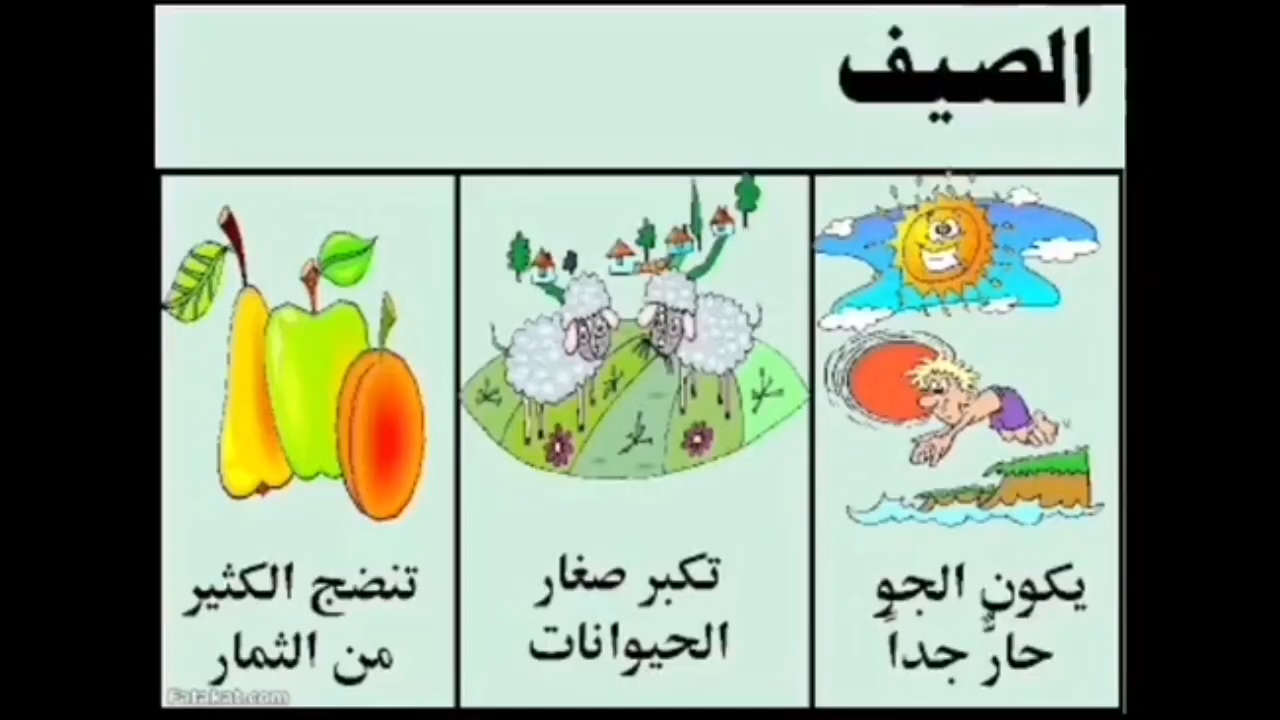 الصيف
يكون الجو
حارٌّ جداً
تكبر صغار
الحيوانات
تنضج الكثير
من الثمار
Fatakat.com